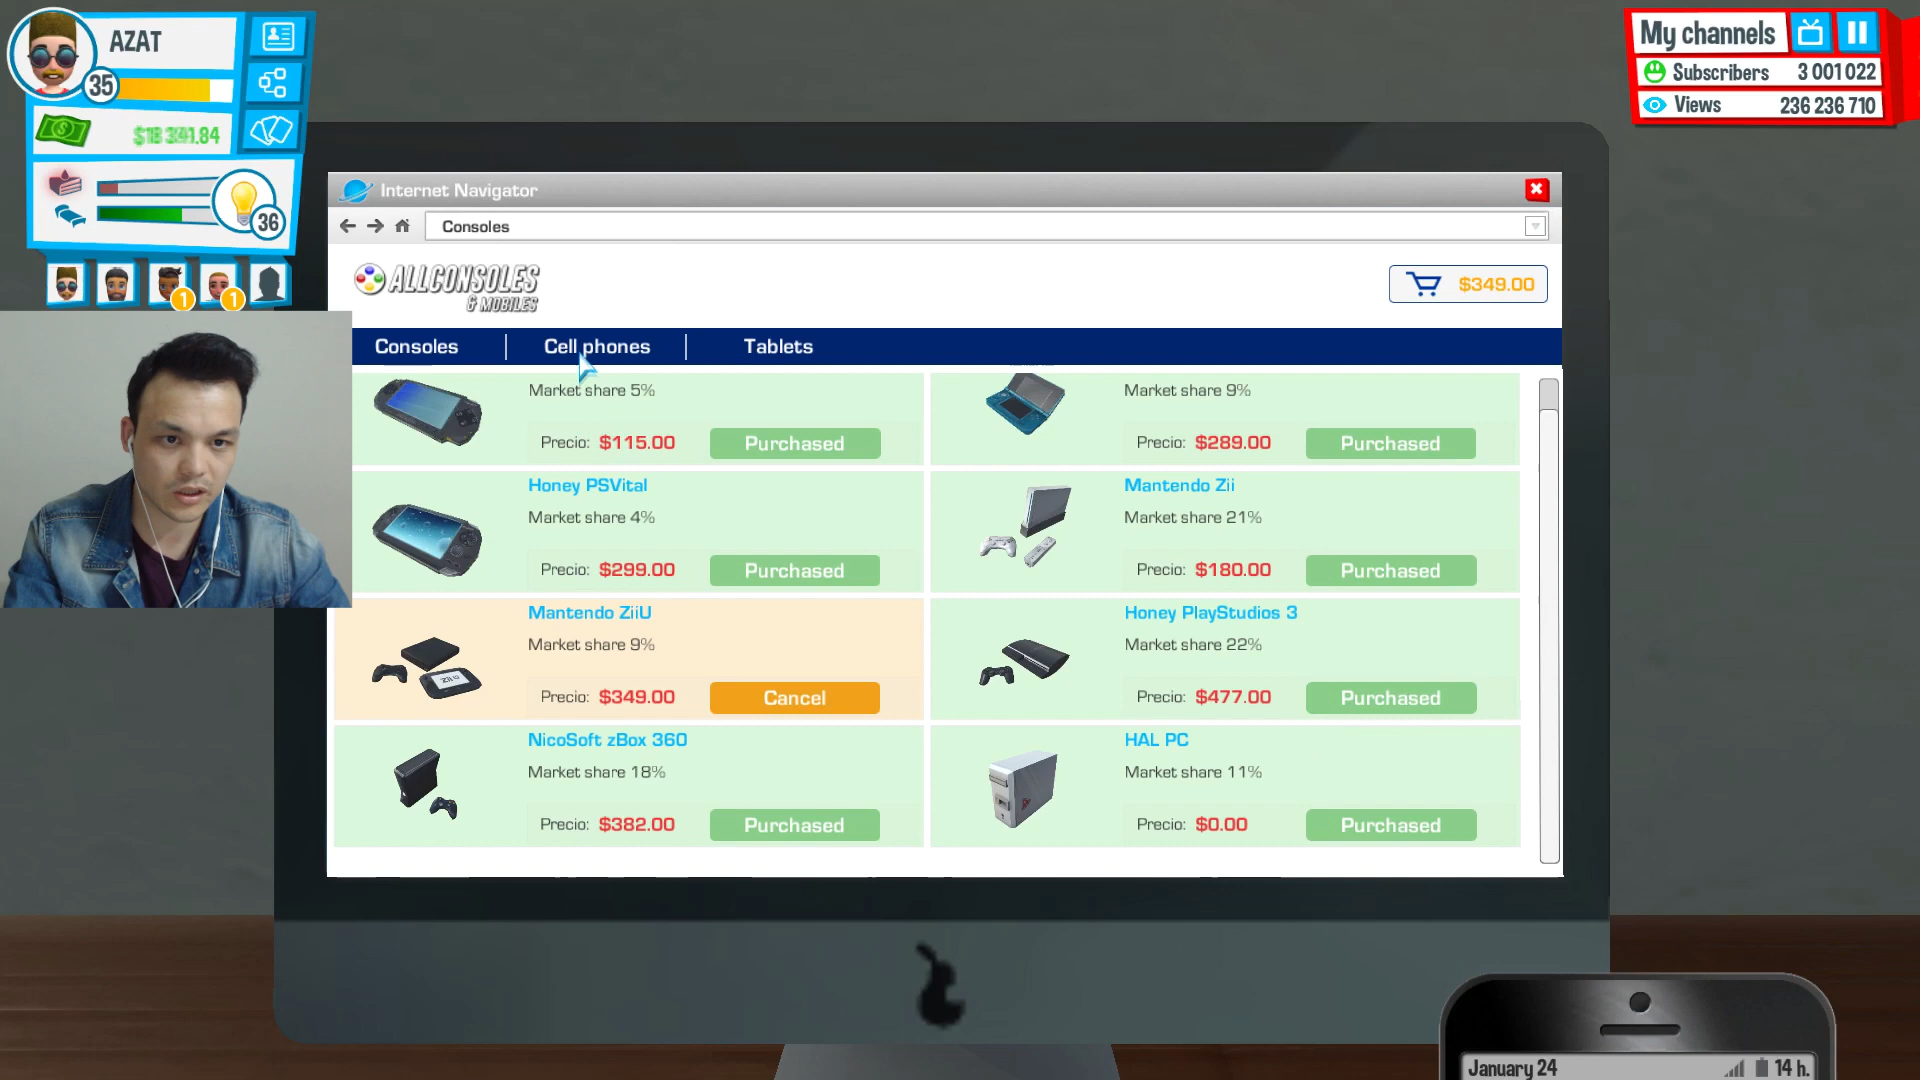 AZAT
35
36
1
1
My channels
Subscribers 3 001 022
Views 236 236 710
Internet Navigator
Consoles
ALLCONSOLES
& MOBILES
$349.00
Consoles
Cell phones
Tablets
Market share 5%
Precio: $115.00
Purchased
Market share 9%
Precio: $289.00
Purchased
Honey PSVital
Market share 4%
Precio: $299.00
Purchased
Mantendo Zii
Market share 21%
Precio: $180.00
Purchased
Mantendo ZiiU
Market share 9%
Precio: $349.00
Cancel
Honey PlayStudios 3
Market share 22%
Precio: $477.00
Purchased
NicoSoft zBox 360
Market share 18%
Precio: $382.00
Purchased
HAL PC
Market share 11%
Precio: $0.00
Purchased
January 24
14 h.